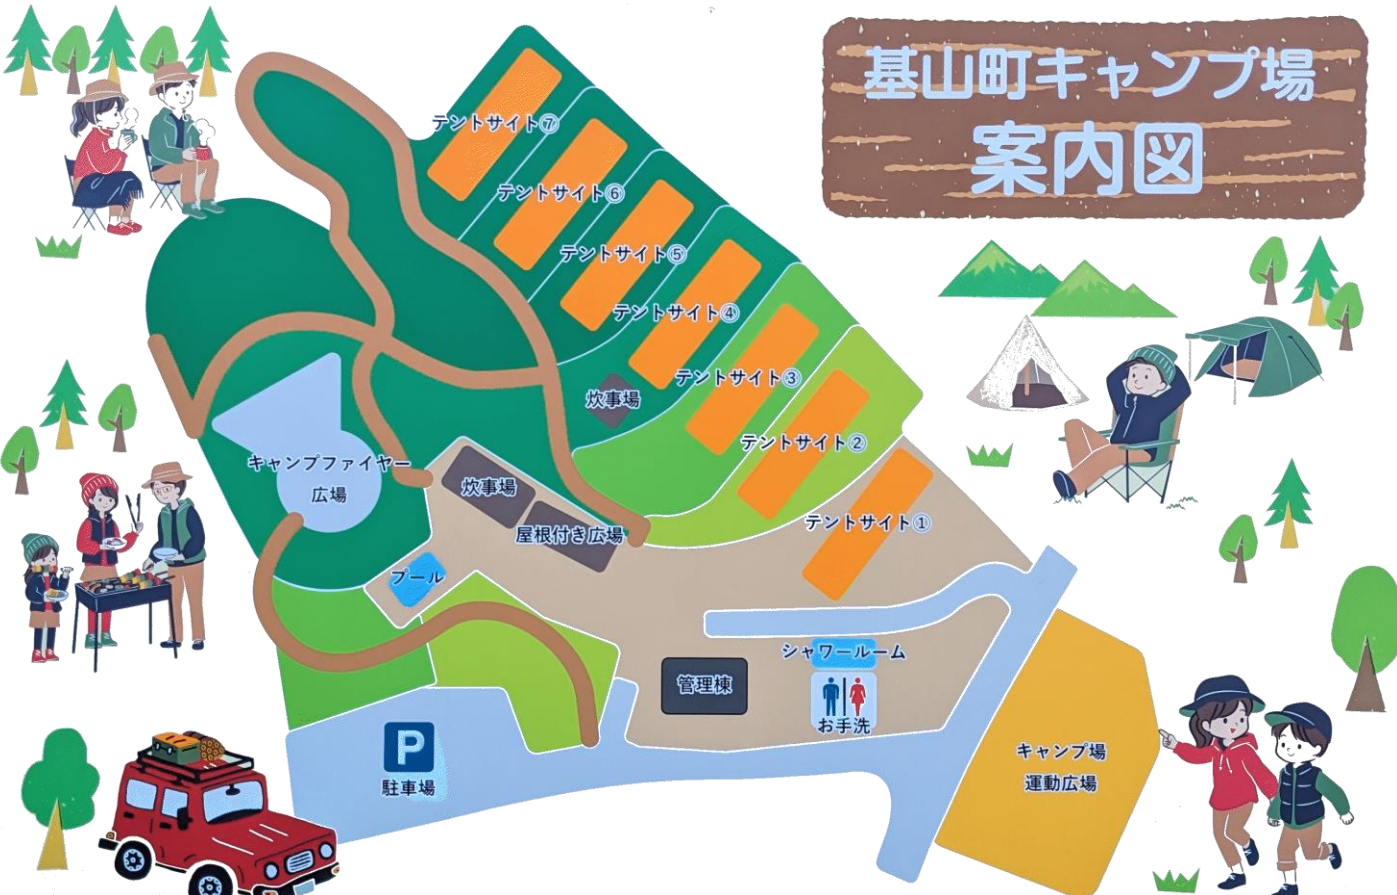 基山町キャンプ場
案内図
テントサイト⑦
テントサイト⑥
テントサイト⑤
テントサイト④
テントサイト③
炊事場
テントサイト②
キャンプファイヤー
広場
炊事場
テントサイト①
屋根付き広場
プール
シャワールーム
管理棟
お手洗
P
駐車場
キャンプ場
運動広場